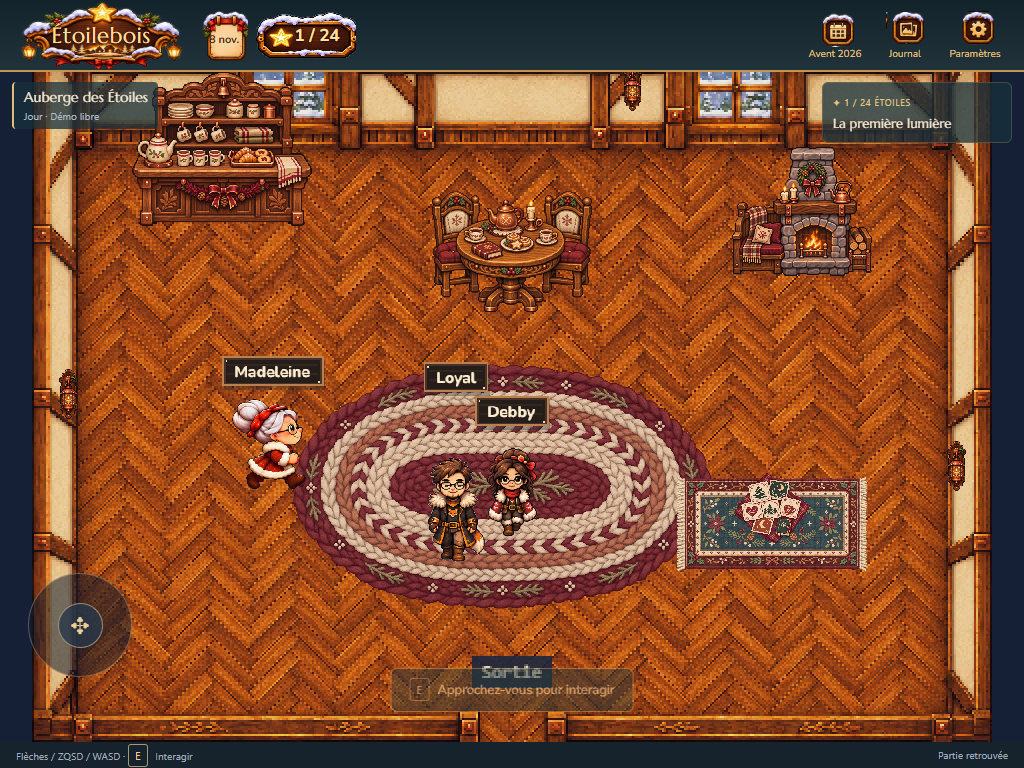 Etoilebois
8 nov.
1 / 24
Avent 2026
Journal
Paramètres
Auberge des Étoiles
Jour · Démo libre
1 / 24 ÉTOILES
La première lumière
Madeleine
Loyal
Debby
Sortie
E Approchez-vous pour interagir
Flèches / ZQSD / WASD · E Interagir
Partie retrouvée